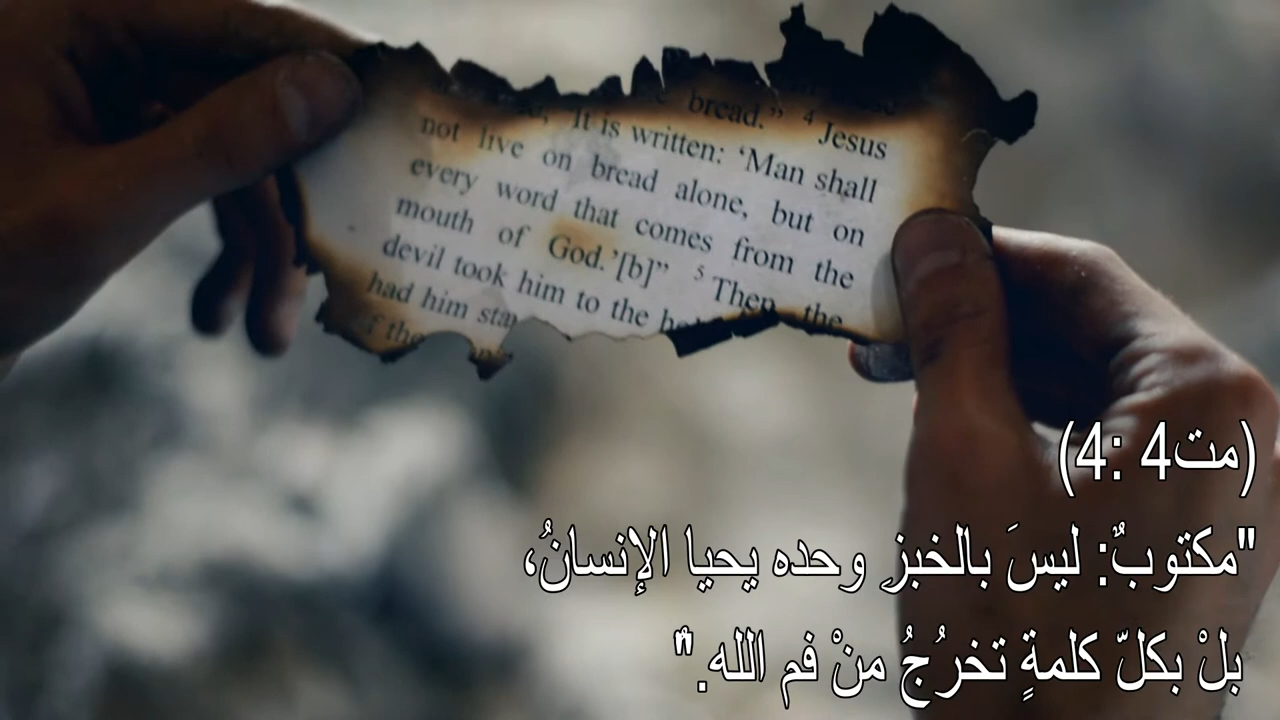 bread.” 4 Jesus
It is written: ‘Man shall
not live on bread alone, but on
every word that comes from the
mouth of God.’[b]” 5 Then the
devil took him to the
had him
the
(مت4 :4)
"مكتوبٌ: ليسَ بالخبزِ وحده يحيا الإنسانُ،
بلْ بكلّ كلمةٍ تخرُجُ منْ فم الله."